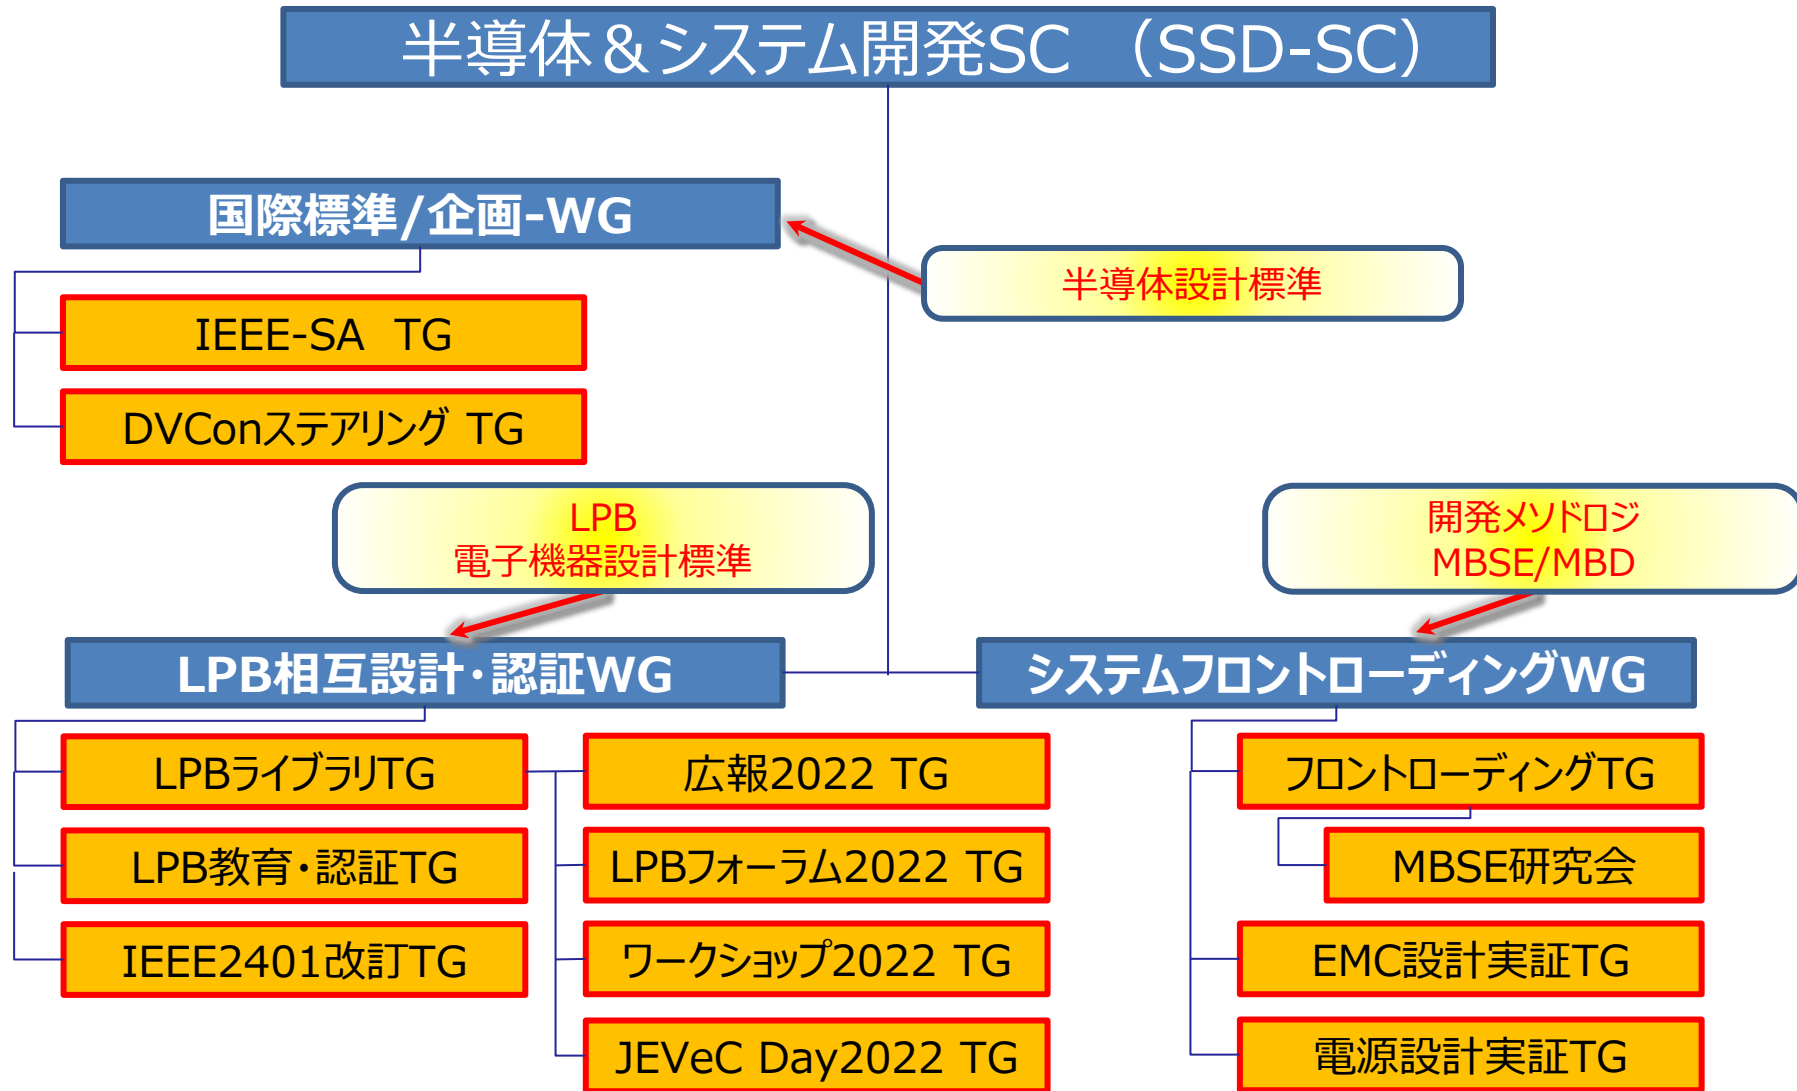 半導体&システム開発SC （SSD-SC）
国際標準/企画-WG
半導体設計標準
IEEE-SA TG
DVConステアリング TG
LPB
電子機器設計標準
開発メソドロジ
MBSE/MBD
LPB相互設計・認証WG
システムフロントローディングWG
LPBライブラリTG
広報2022 TG
フロントローディングTG
LPB教育・認証TG
LPBフォーラム2022 TG
MBSE研究会
IEEE2401改訂TG
ワークショップ2022 TG
EMC設計実証TG
JEVeC Day2022 TG
電源設計実証TG